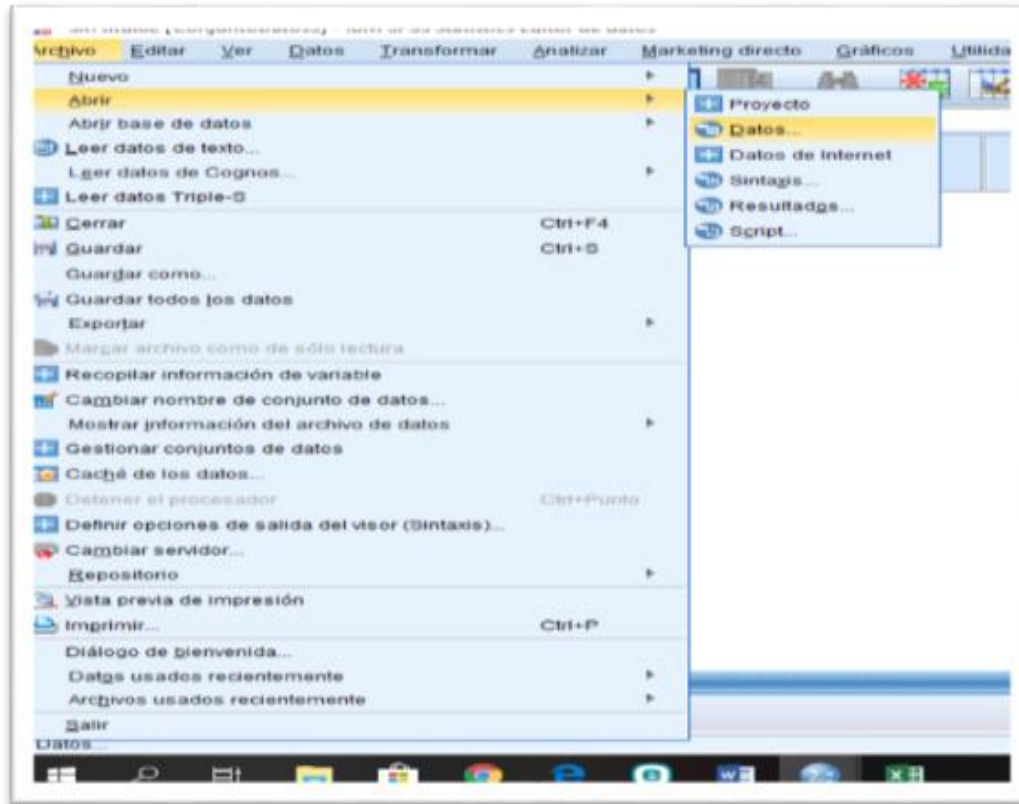 Archivo Editar Ver Datos Transformar Analizar Marketing directo Gráficos Utilida
Nuevo
Abrir
Abrir base de datos
Leer datos de texto...
Leer datos de Cognos...
Leer datos Triple-S
Cerrar Ctrl+F4
Guardar Ctrl+S
Guardar como...
Guardar todos los datos
Exportar
Marcar archivo como de sólo lectura
Recopilar información de variable
Cambiar nombre de conjunto de datos...
Mostrar información del archivo de datos
Gestionar conjuntos de datos
Caché de los datos...
Detener el procesador Ctrl+Punto
Definir opciones de salida del visor (Sintaxis)...
Cambiar servidor...
Repositorio
Vista previa de impresión
Imprimir... Ctrl+P
Diálogo de bienvenida...
Datos usados recientemente
Archivos usados recientemente
Salir
Proyecto
Datos...
Datos de Internet
Sintaxis...
Resultados...
Script...
Datos...